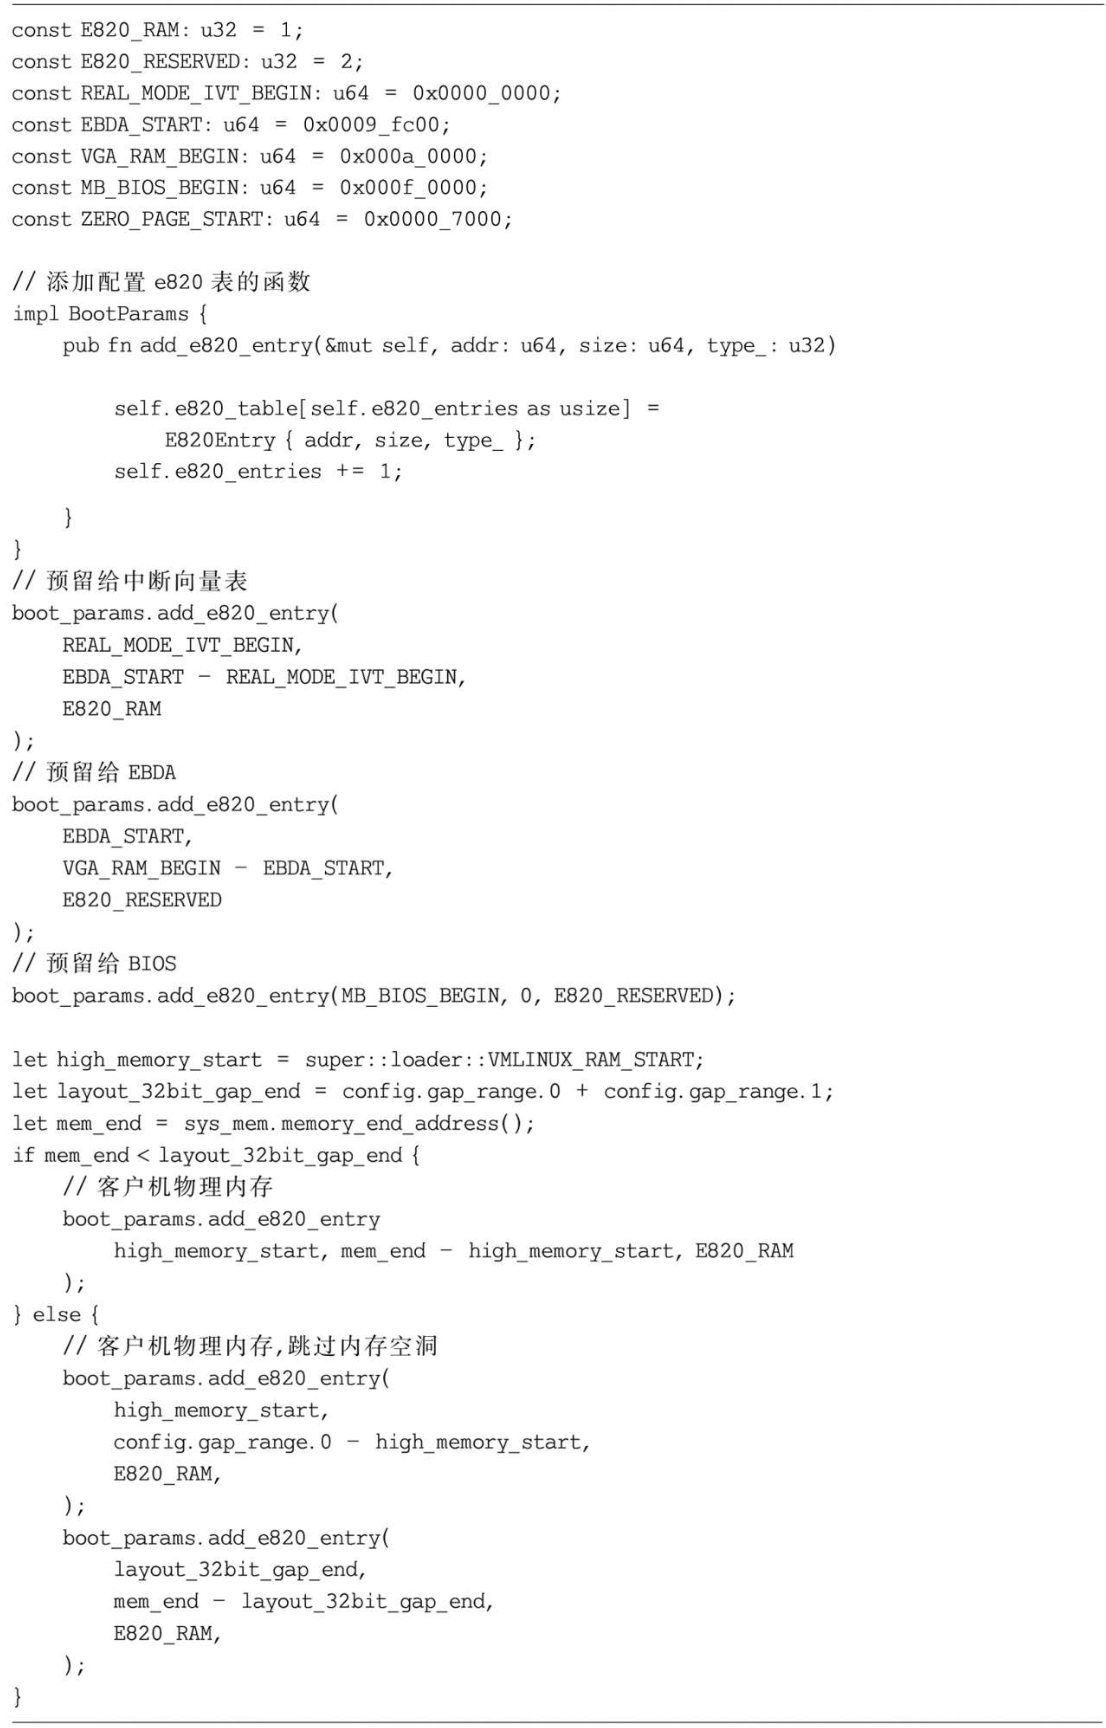 const E820_RAM: u32 = 1;
const E820_RESERVED: u32 = 2;
const REAL_MODE_IVT_BEGIN: u64 = 0x0000_0000;
const EBDA_START: u64 = 0x0009_fc00;
const VGA_RAM_BEGIN: u64 = 0x000a_0000;
const MB_BIOS_BEGIN: u64 = 0x000f_0000;
const ZERO_PAGE_START: u64 = 0x0000_7000;

// 添加配置 e820 表的函数
impl BootParams {
    pub fn add_e820_entry(&mut self, addr: u64, size: u64, type_: u32)

        self.e820_table[self.e820_entries as usize] =
            E820Entry { addr, size, type_ };
        self.e820_entries += 1;

    }
}
// 预留给中断向量表
boot_params.add_e820_entry(
    REAL_MODE_IVT_BEGIN,
    EBDA_START - REAL_MODE_IVT_BEGIN,
    E820_RAM
);
// 预留给 EBDA
boot_params.add_e820_entry(
    EBDA_START,
    VGA_RAM_BEGIN - EBDA_START,
    E820_RESERVED
);
// 预留给 BIOS
boot_params.add_e820_entry(MB_BIOS_BEGIN, 0, E820_RESERVED);

let high_memory_start = super::loader::VMLINUX_RAM_START;
let layout_32bit_gap_end = config.gap_range.0 + config.gap_range.1;
let mem_end = sys_mem.memory_end_address();
if mem_end < layout_32bit_gap_end {
    // 客户机物理内存
    boot_params.add_e820_entry
        high_memory_start, mem_end - high_memory_start, E820_RAM
    );
} else {
    // 客户机物理内存,跳过内存空洞
    boot_params.add_e820_entry(
        high_memory_start,
        config.gap_range.0 - high_memory_start,
        E820_RAM,
    );
    boot_params.add_e820_entry(
        layout_32bit_gap_end,
        mem_end - layout_32bit_gap_end,
        E820_RAM,
    );
}